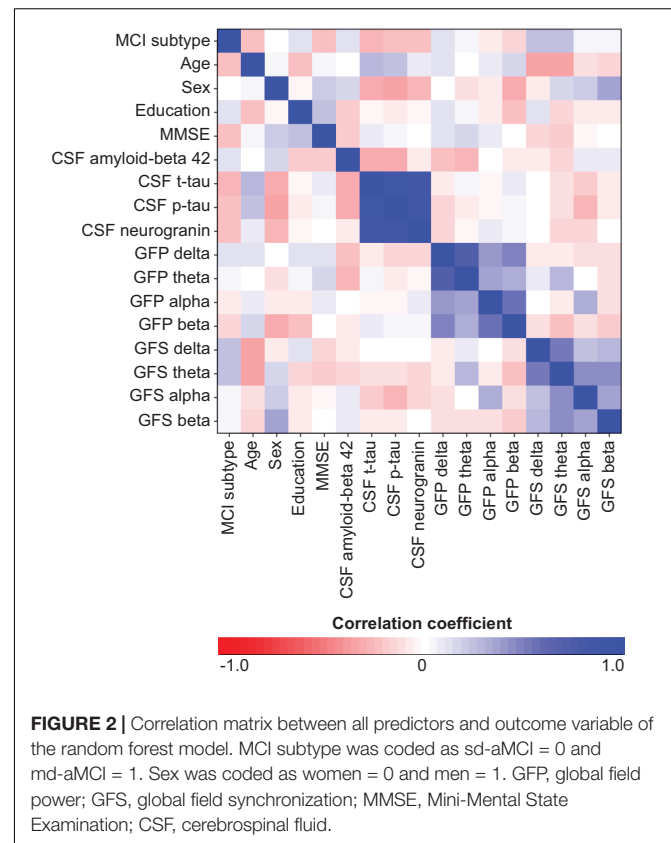 MCI subtype
Age
Sex
Education
MMSE
CSF amyloid-beta 42
CSF t-tau
CSF p-tau
CSF neurogranin
GFP delta
GFP theta
GFP alpha
GFP beta
GFS delta
GFS theta
GFS alpha
GFS beta
MCI subtype
Age
Sex
Education
MMSE
CSF amyloid-beta 42
CSF t-tau
CSF p-tau
CSF neurogranin
GFP delta
GFP theta
GFP alpha
GFP beta
GFS delta
GFS theta
GFS alpha
GFS beta
Correlation coefficient
-1.0 0 1.0
FIGURE 2 | Correlation matrix between all predictors and outcome variable of
the random forest model. MCI subtype was coded as sd-aMCI = 0 and
md-aMCI = 1. Sex was coded as women = 0 and men = 1. GFP, global field
power; GFS, global field synchronization; MMSE, Mini-Mental State
Examination; CSF, cerebrospinal fluid.